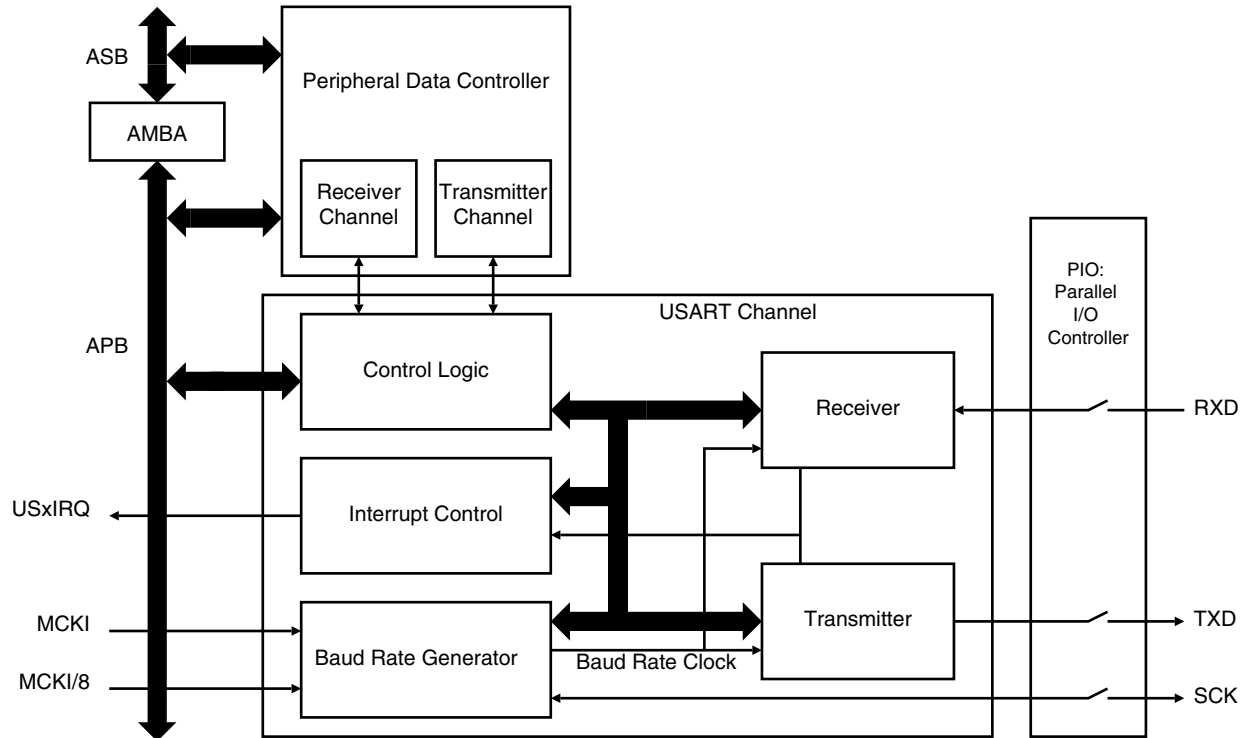 ASB
Peripheral Data Controller
AMBA
Receiver
Channel
Transmitter
Channel
PIO:
Parallel
I/O
Controller
USART Channel
APB
Control Logic
Receiver
RXD
USxIRQ
Interrupt Control
MCKI
Transmitter
TXD
Baud Rate Generator
Baud Rate Clock
MCKI/8
SCK